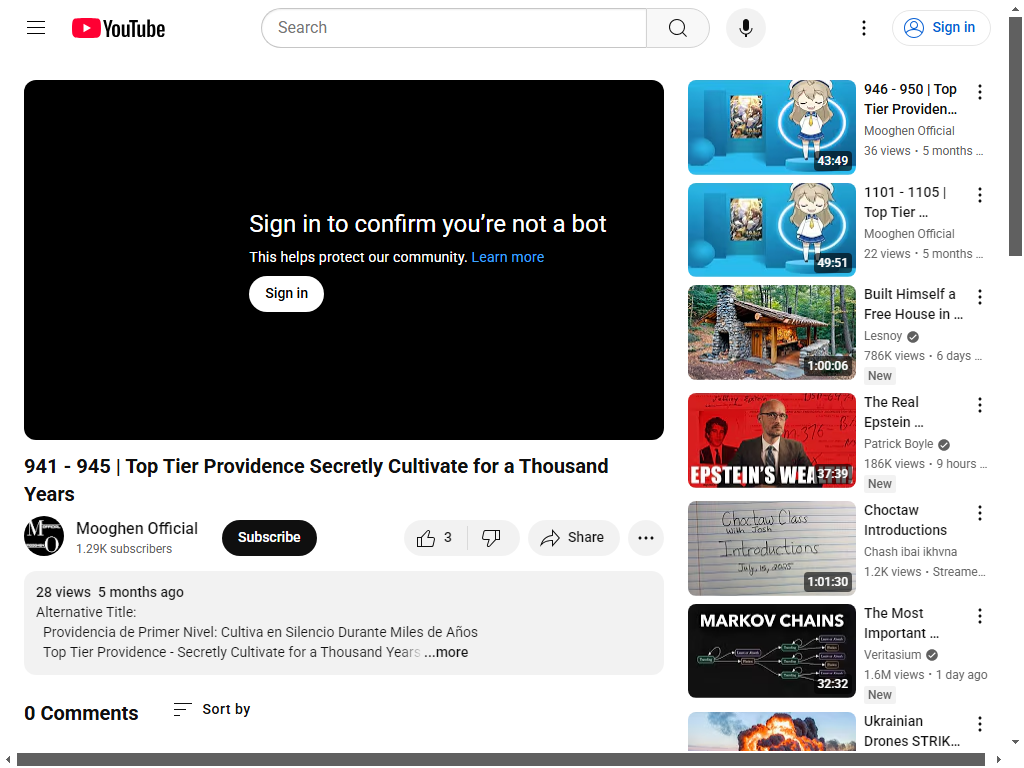 YouTube
Search
Sign in
Sign in to confirm you're not a bot
This helps protect our community. Learn more
Sign in
941 - 945 | Top Tier Providence Secretly Cultivate for a Thousand
Years
Mooghen Official
1.29K subscribers
Subscribe
3
Share
28 views 5 months ago
Alternative Title:
Providencia de Primer Nivel: Cultiva en Silencio Durante Miles de Años
Top Tier Providence - Secretly Cultivate for a Thousand Years ...more
0 Comments
Sort by
43:49
946 - 950 | Top
Tier Providen...
Mooghen Official
36 views • 5 months ...
49:51
1101 - 1105 |
Top Tier ...
Mooghen Official
22 views • 5 months ...
1:00:06
Built Himself a
Free House in ...
Lesnoy
786K views • 6 days ...
New
EPSTEIN'S WEALTH
37:39
The Real
Epstein ...
Patrick Boyle
186K views • 9 hours ...
New
Choctaw Class
with Josh
Introductions
July, 15, 2025
1:01:30
Choctaw
Introductions
Chash ibai ikhvna
1.2K views • Streame...
MARKOV CHAINS
32:32
The Most
Important ...
Veritasium
1.6M views • 1 day ago
New
Ukrainian
Drones STRIK...